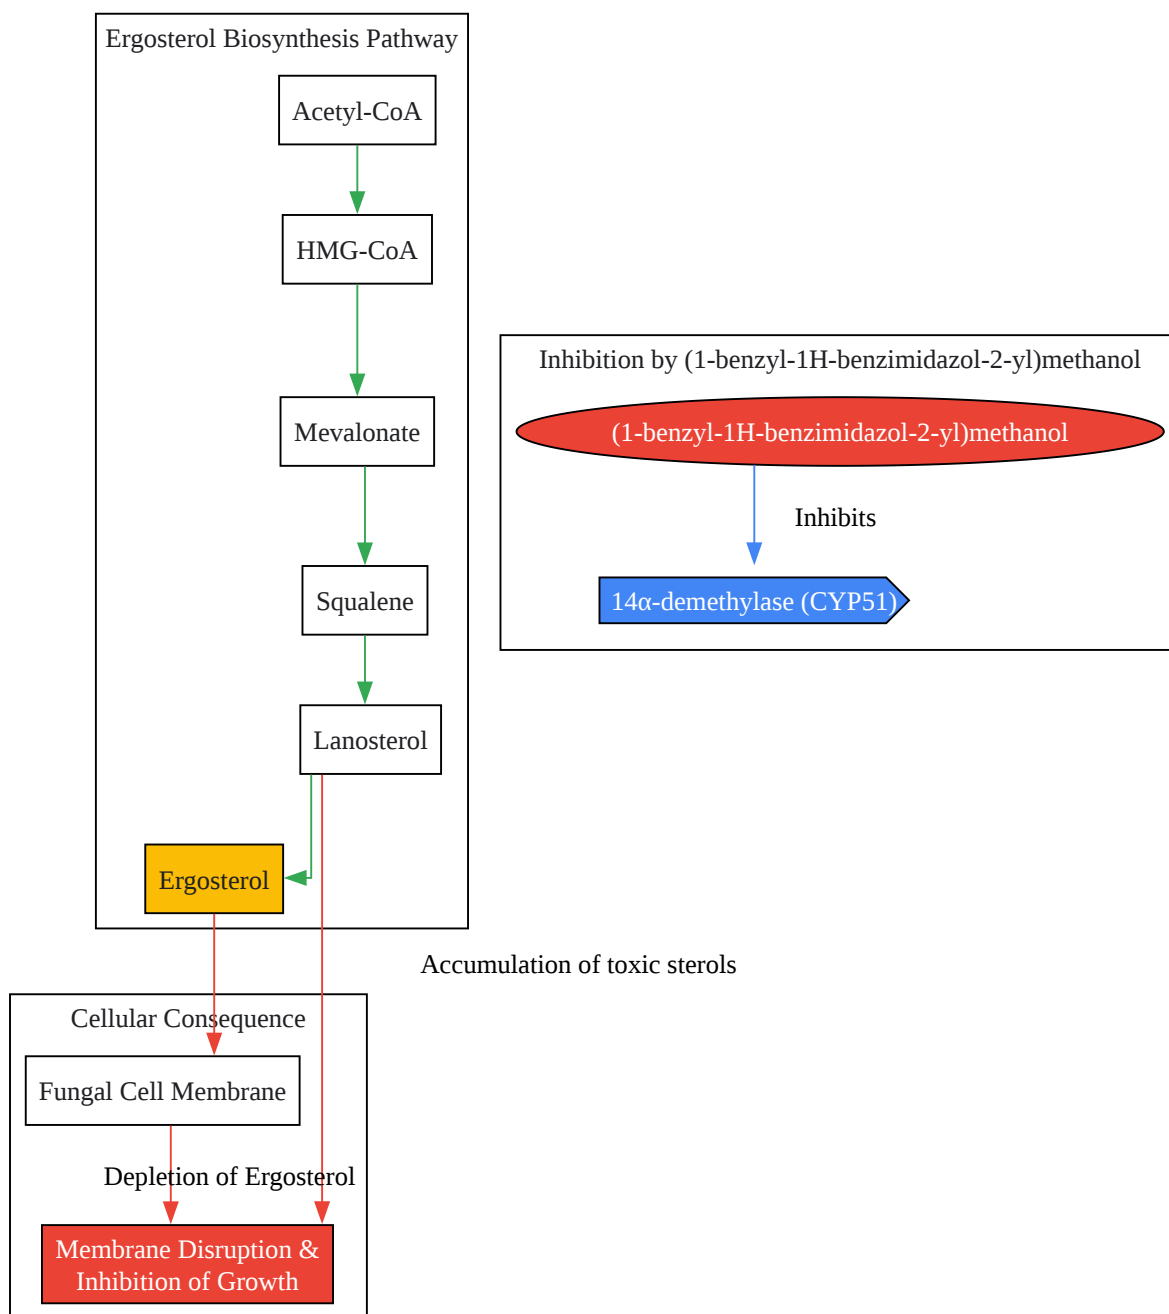 Ergosterol Biosynthesis Pathway
Acetyl-CoA
HMG-CoA
Mevalonate
Squalene
Lanosterol
Ergosterol
Inhibition by (1-benzyl-1H-benzimidazol-2-yl)methanol
(1-benzyl-1H-benzimidazol-2-yl)methanol
Inhibits
14α-demethylase (CYP51)
Accumulation of toxic sterols
Cellular Consequence
Fungal Cell Membrane
Depletion of Ergosterol
Membrane Disruption &
Inhibition of Growth